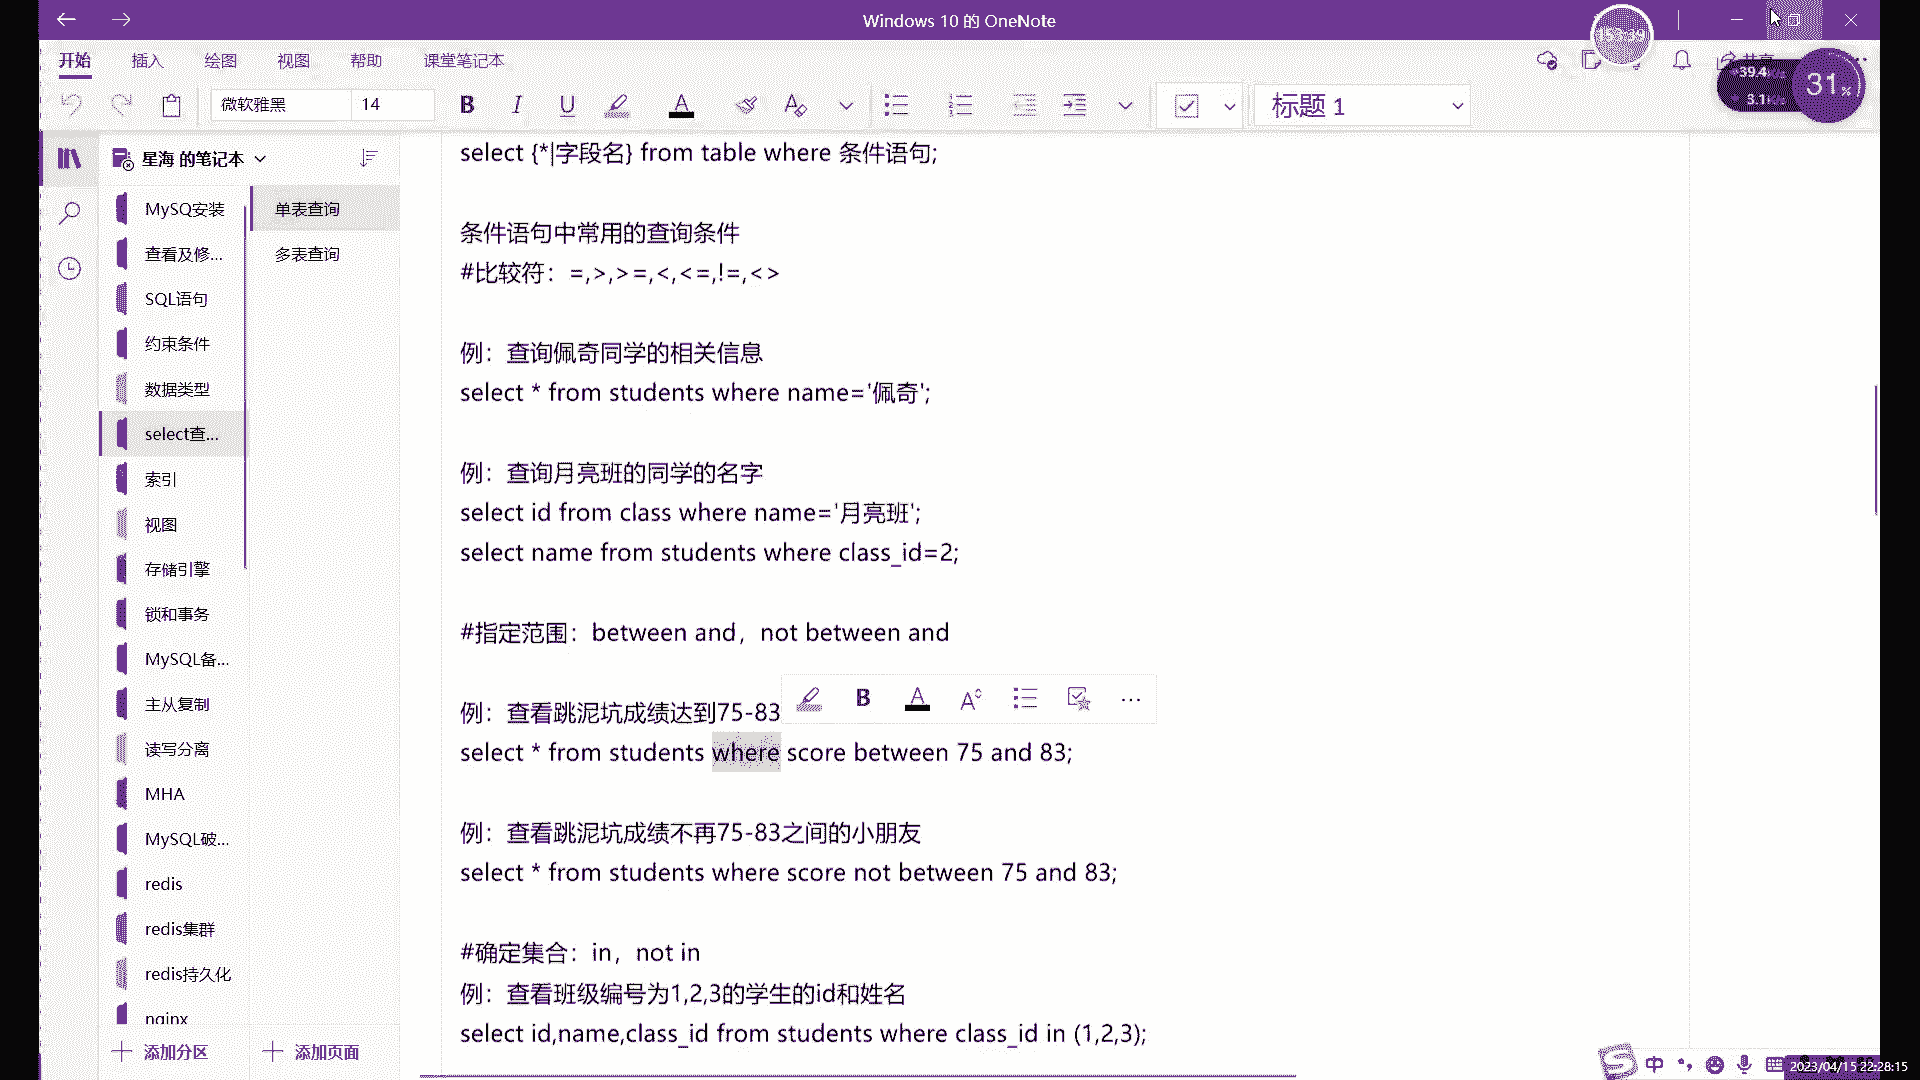 Windows 10 的 OneNote
开始 插入 绘图 视图 帮助 课堂笔记本
共享
39.4
3.1
31%
微软雅黑 14 B I U A 标题 1
星海 的笔记本
MySQ安装
查看及修...
SQL语句
约束条件
数据类型
select查...
索引
视图
存储引擎
锁和事务
MySQL备...
主从复制
读写分离
MHA
MySQL破...
redis
redis集群
redis持久化
nginx
添加分区
单表查询
多表查询
添加页面
select {*|字段名} from table where 条件语句;
条件语句中常用的查询条件
#比较符：=,>,>=,<,<=,!=,<>
例：查询佩奇同学的相关信息
select * from students where name='佩奇';
例：查询月亮班的同学的名字
select id from class where name='月亮班';
select name from students where class_id=2;
#指定范围：between and，not between and
例：查看跳泥坑成绩达到75-83
select * from students where score between 75 and 83;
例：查看跳泥坑成绩不再75-83之间的小朋友
select * from students where score not between 75 and 83;
#确定集合：in，not in
例：查看班级编号为1,2,3的学生的id和姓名
select id,name,class_id from students where class_id in (1,2,3);
中
2023/04/15 22:28:15